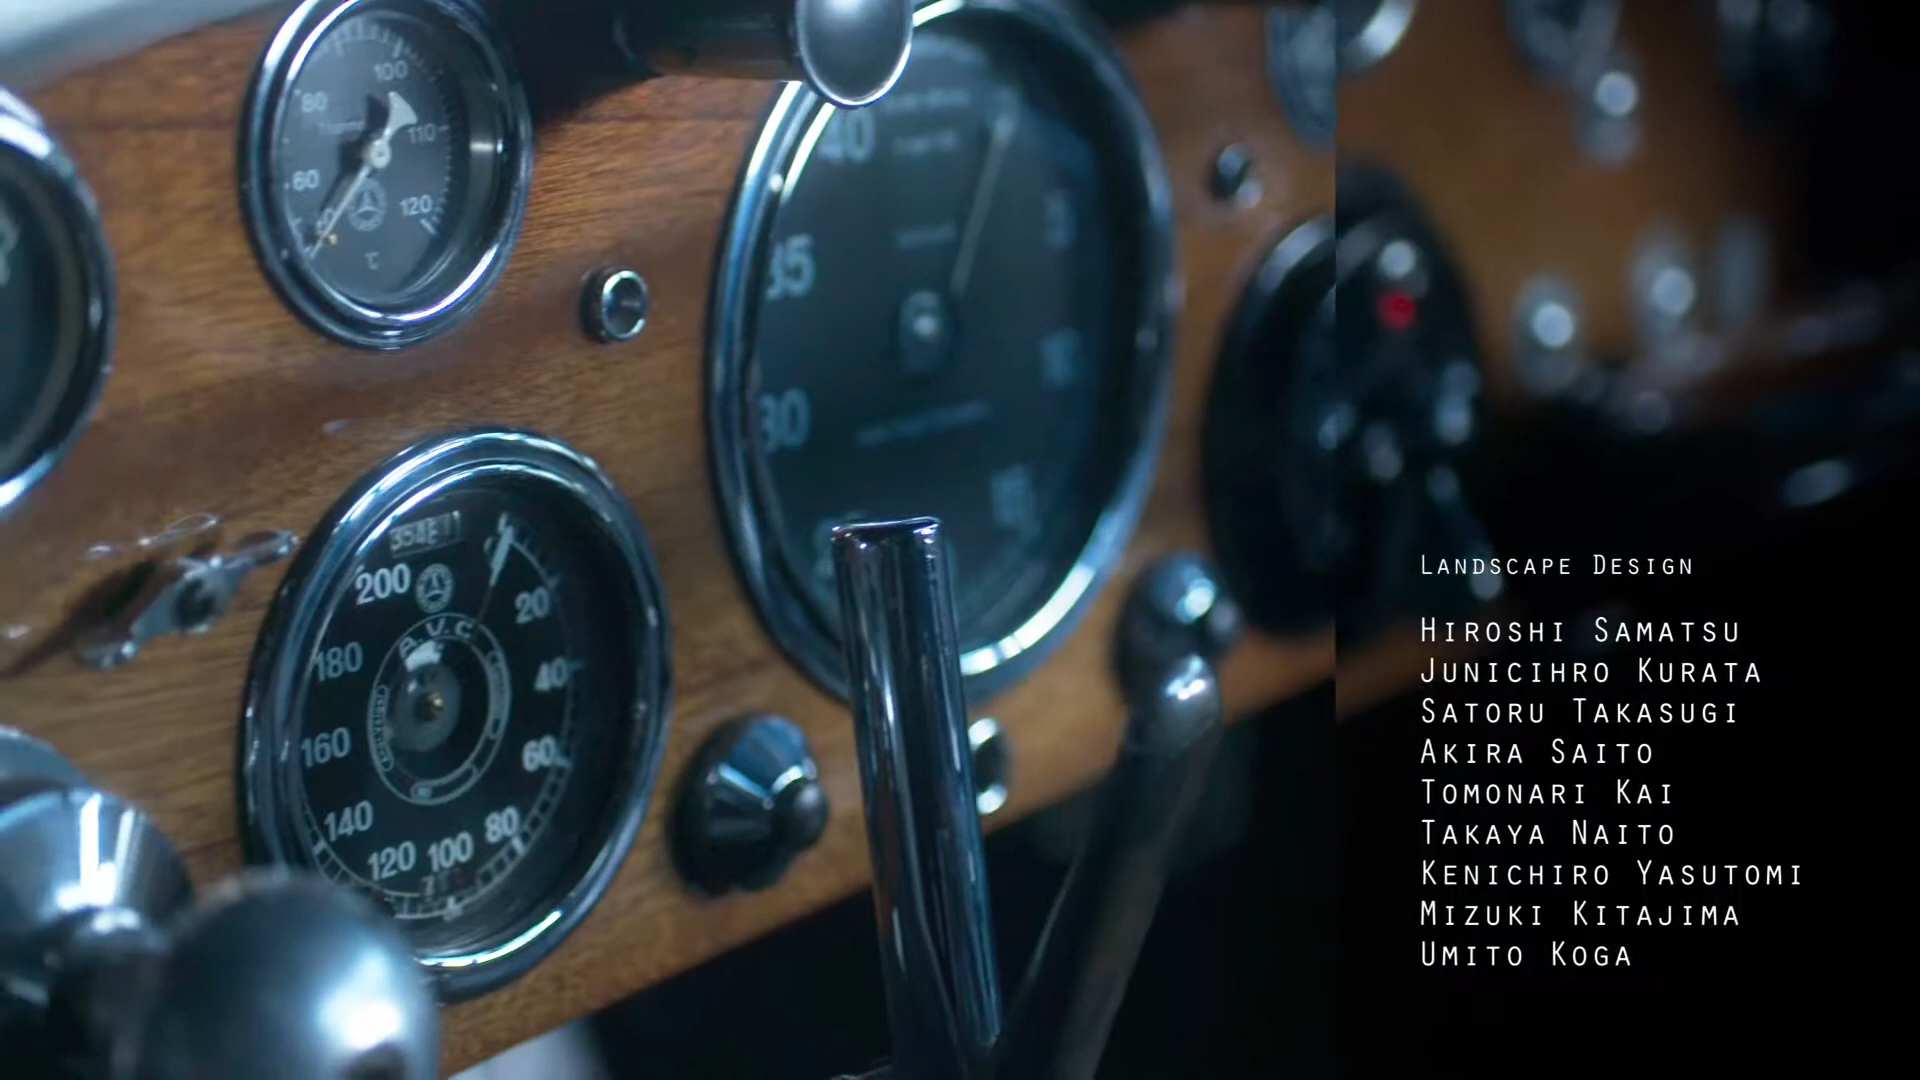 100
80
110
60
120
°C
40
35
30
200
20
180
40
160
60
140
80
120
100
Landscape Design
Hiroshi Samatsu
Junicihro Kurata
Satoru Takasugi
Akira Saito
Tomonari Kai
Takaya Naito
Kenichiro Yasutomi
Mizuki Kitajima
Umito Koga